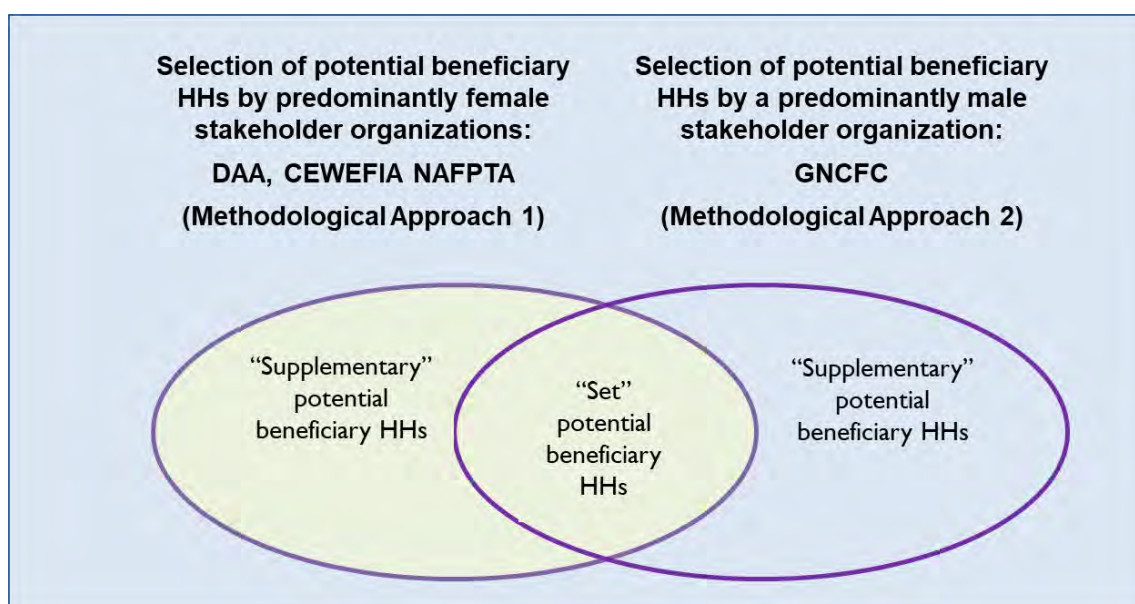 Selection of potential beneficiary
HHs by predominantly female
stakeholder organizations:
DAA, CEWEFIA NAFPTA
(Methodological Approach 1)
Selection of potential beneficiary
HHs by a predominantly male
stakeholder organization:
GNCFC
(Methodological Approach 2)
“Supplementary”
potential
beneficiary HHs
“Set”
potential
beneficiary
HHs
“Supplementary”
potential
beneficiary HHs